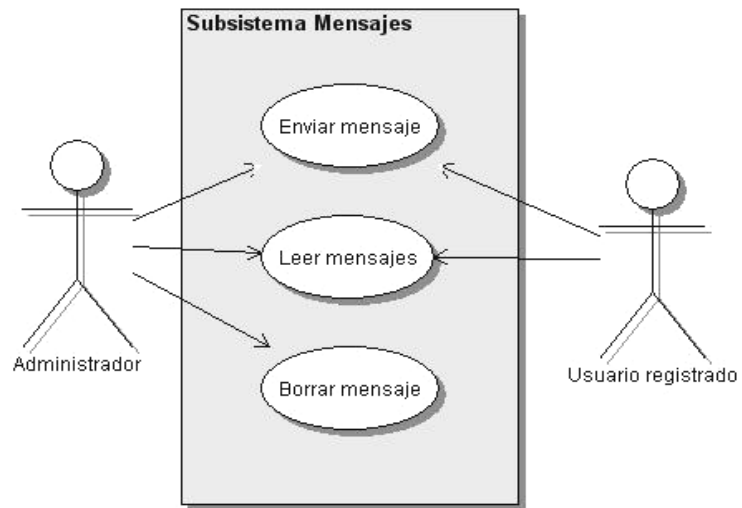 Subsistema Mensajes
Enviar mensaje
Leer mensajes
Borrar mensaje
Administrador
Usuario registrado